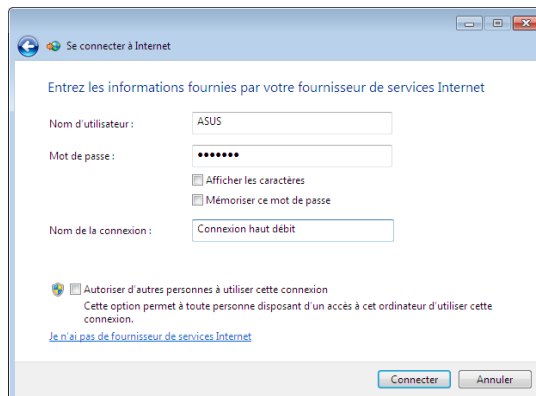 Se connecter à Internet
Entrez les informations fournies par votre fournisseur de services Internet
Nom d'utilisateur :
ASUS
Mot de passe :
•••••••
Afficher les caractères
Mémoriser ce mot de passe
Nom de la connexion :
Connexion haut débit
Autoriser d'autres personnes à utiliser cette connexion
Cette option permet à toute personne disposant d'un accès à cet ordinateur d'utiliser cette
connexion.
Je n'ai pas de fournisseur de services Internet
Connecter
Annuler